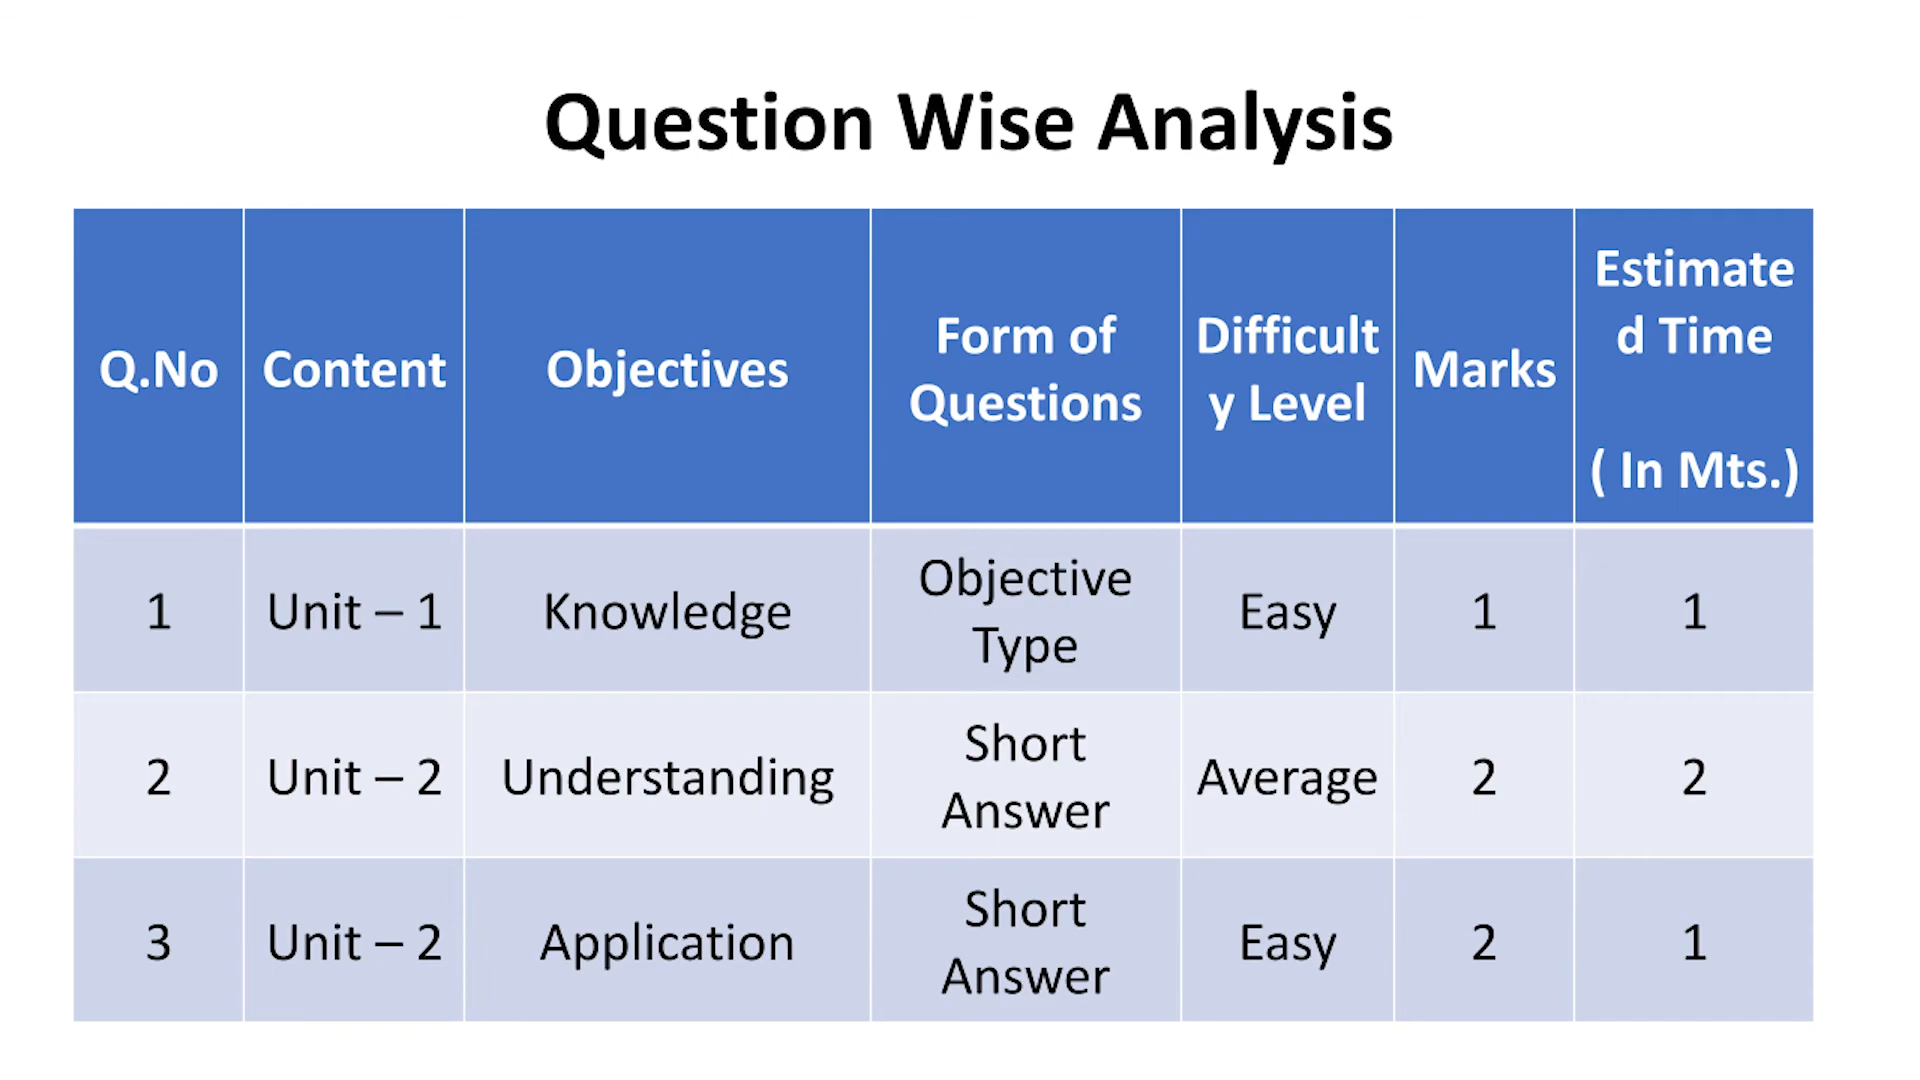 Question Wise Analysis
Q.No
Content
Objectives
Form of
Questions
Difficult
y Level
Marks
Estimate
d Time
( In Mts.)
1
Unit – 1
Knowledge
Objective
Type
Easy
1
1
2
Unit – 2
Understanding
Short
Answer
Average
2
2
3
Unit – 2
Application
Short
Answer
Easy
2
1